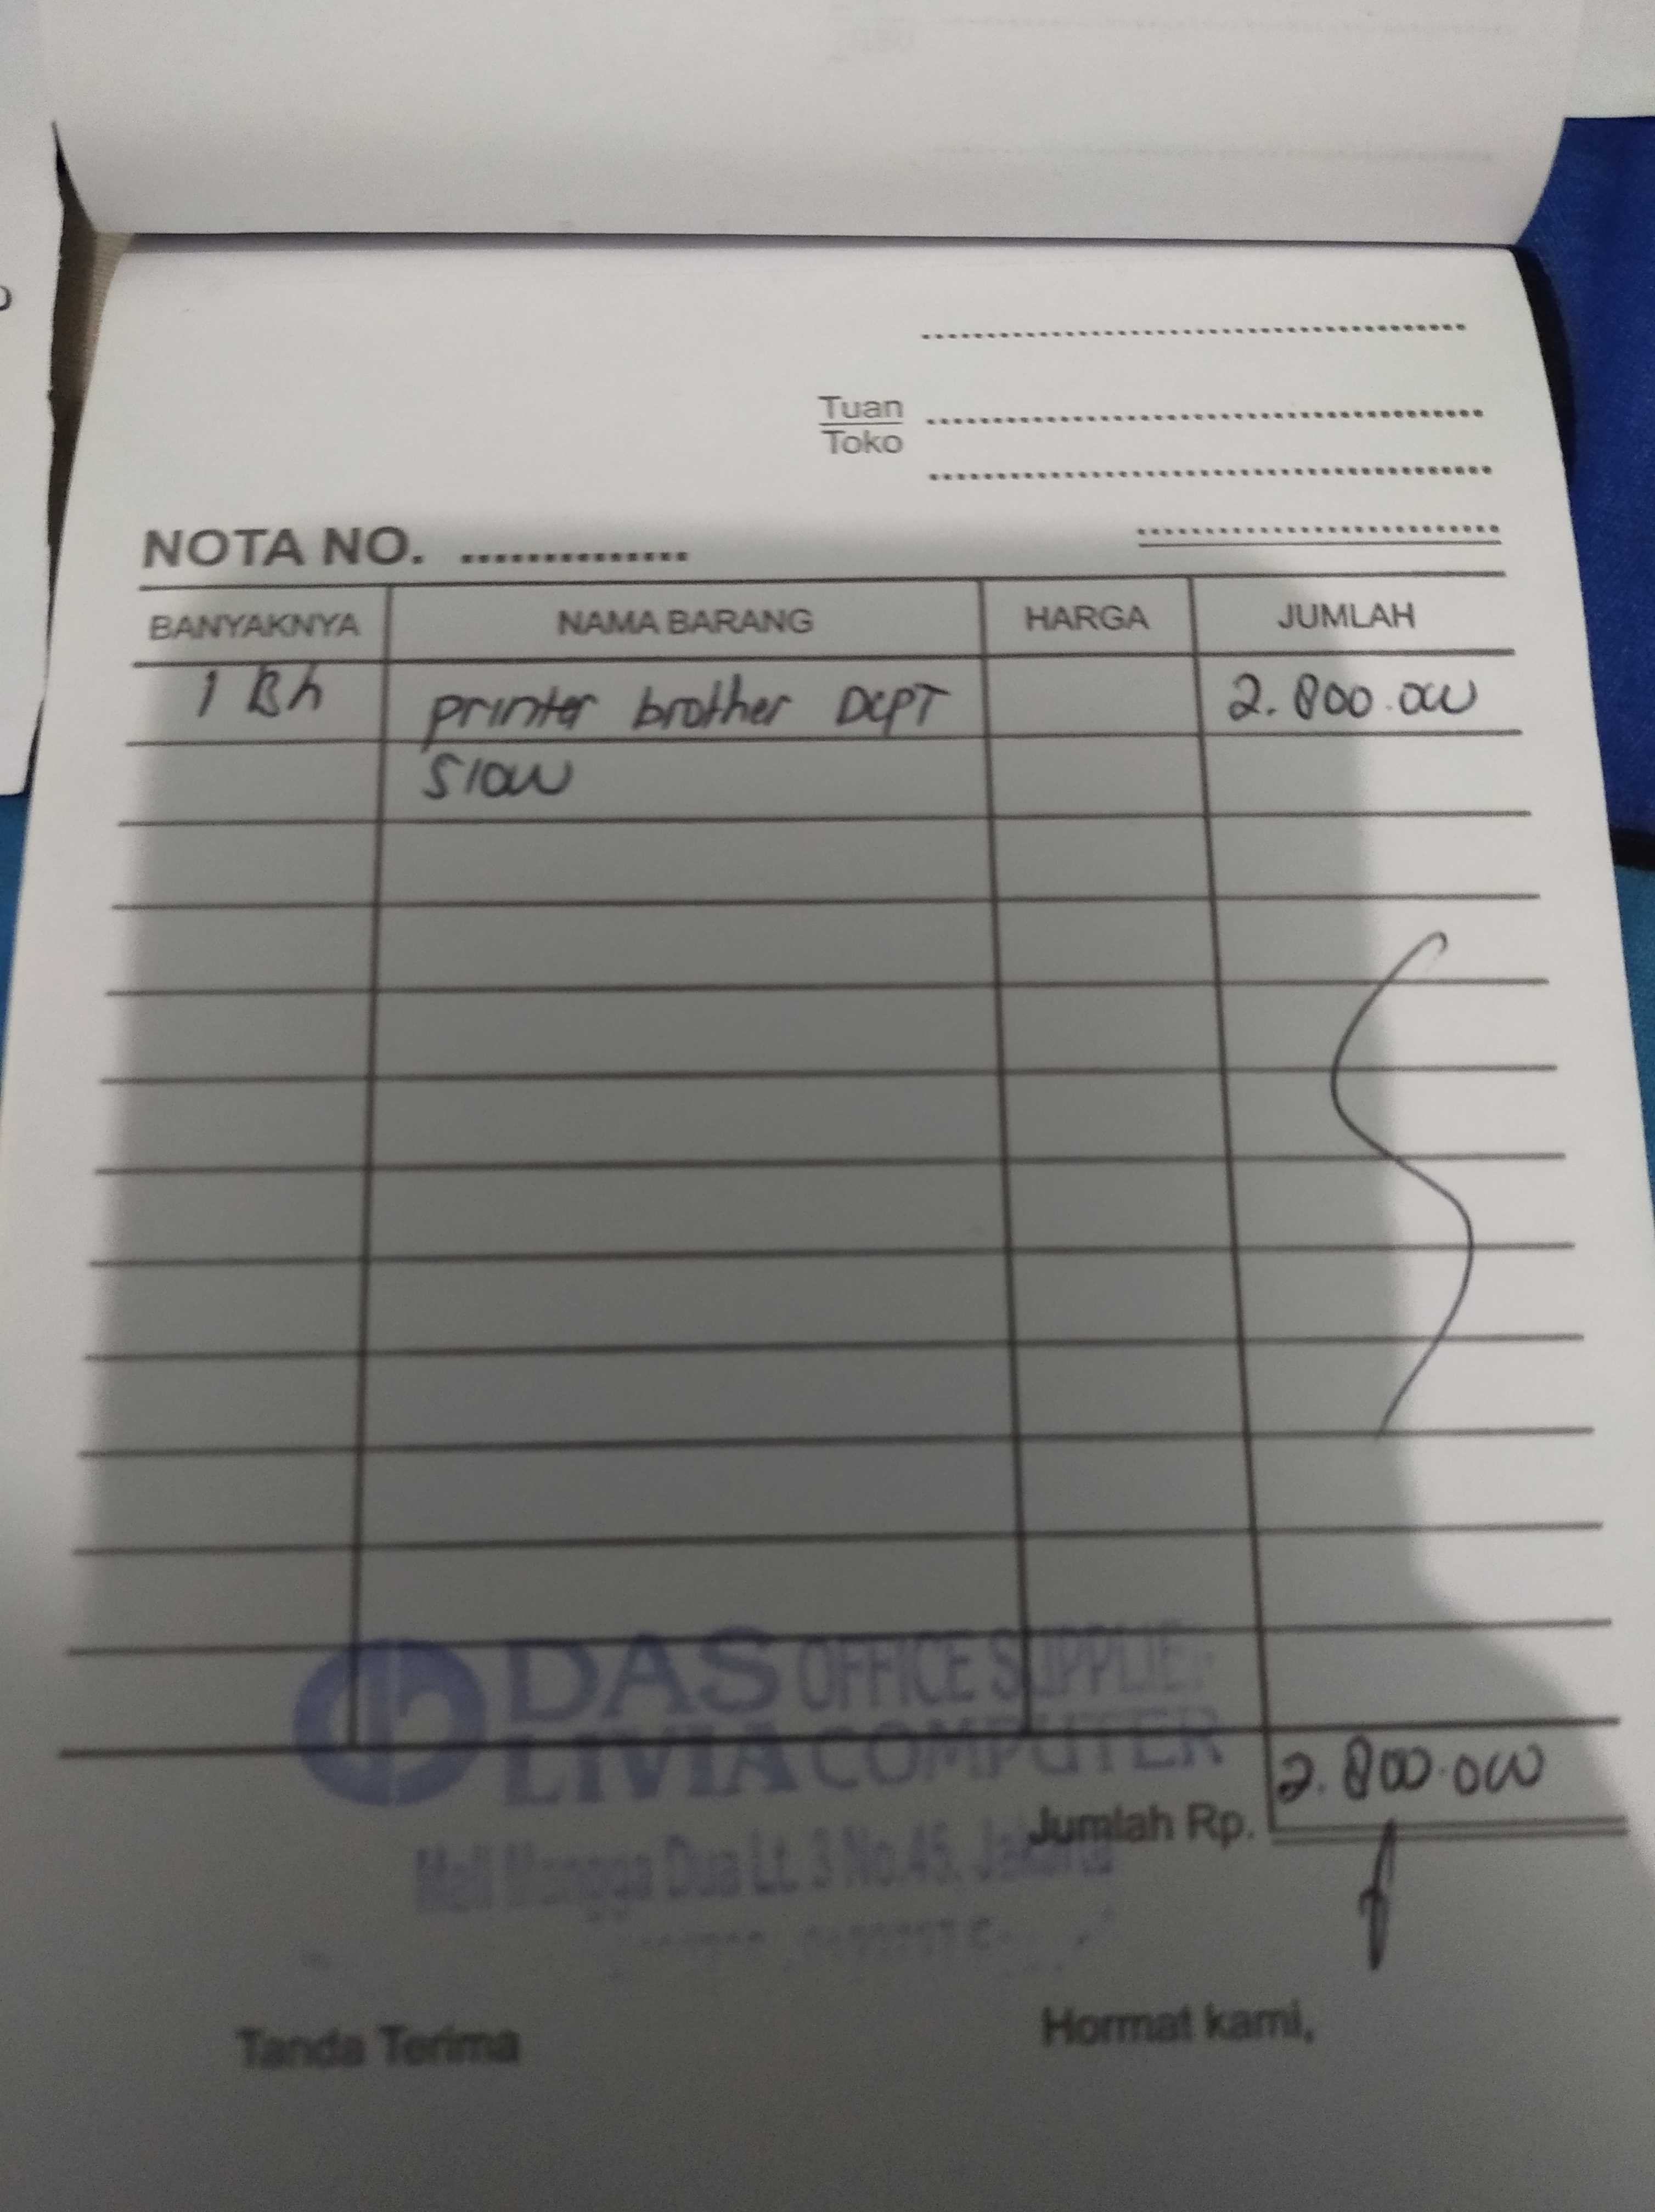 Tuan
Toko
NOTA NO.
BANYAKNYA NAMA BARANG HARGA JUMLAH
1 Bh printer brother DCPT 2.800.000
510W
DAS OFFICE SUPPLIES
LIVIA COMPUTER
2.800.000
Jumlah Rp.
Mall Mangga Dua Lt. 3 No.45, Jakarta
Tanda Terima Hormat kami,